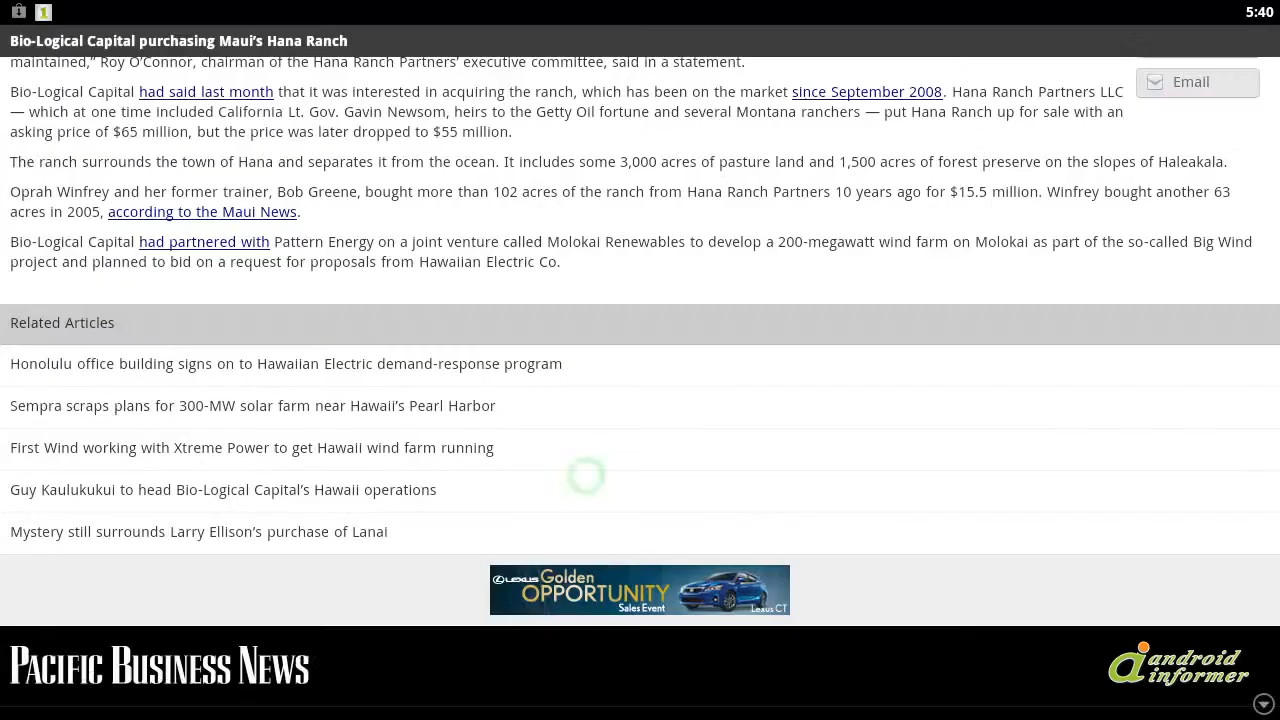 1
5:40
Bio-Logical Capital purchasing Maui’s Hana Ranch
maintained,” Roy O’Connor, chairman of the Hana Ranch Partners’ executive committee, said in a statement.
Email
Bio-Logical Capital had said last month that it was interested in acquiring the ranch, which has been on the market since September 2008. Hana Ranch Partners LLC
— which at one time included California Lt. Gov. Gavin Newsom, heirs to the Getty Oil fortune and several Montana ranchers — put Hana Ranch up for sale with an
asking price of $65 million, but the price was later dropped to $55 million.
The ranch surrounds the town of Hana and separates it from the ocean. It includes some 3,000 acres of pasture land and 1,500 acres of forest preserve on the slopes of Haleakala.
Oprah Winfrey and her former trainer, Bob Greene, bought more than 102 acres of the ranch from Hana Ranch Partners 10 years ago for $15.5 million. Winfrey bought another 63
acres in 2005, according to the Maui News.
Bio-Logical Capital had partnered with Pattern Energy on a joint venture called Molokai Renewables to develop a 200-megawatt wind farm on Molokai as part of the so-called Big Wind
project and planned to bid on a request for proposals from Hawaiian Electric Co.
Related Articles
Honolulu office building signs on to Hawaiian Electric demand-response program
Sempra scraps plans for 300-MW solar farm near Hawaii’s Pearl Harbor
First Wind working with Xtreme Power to get Hawaii wind farm running
Guy Kaulukukui to head Bio-Logical Capital’s Hawaii operations
Mystery still surrounds Larry Ellison’s purchase of Lanai
LEXUS Golden
OPPORTUNITY
Sales Event
Lexus CT
PACIFIC BUSINESS NEWS
android
informer